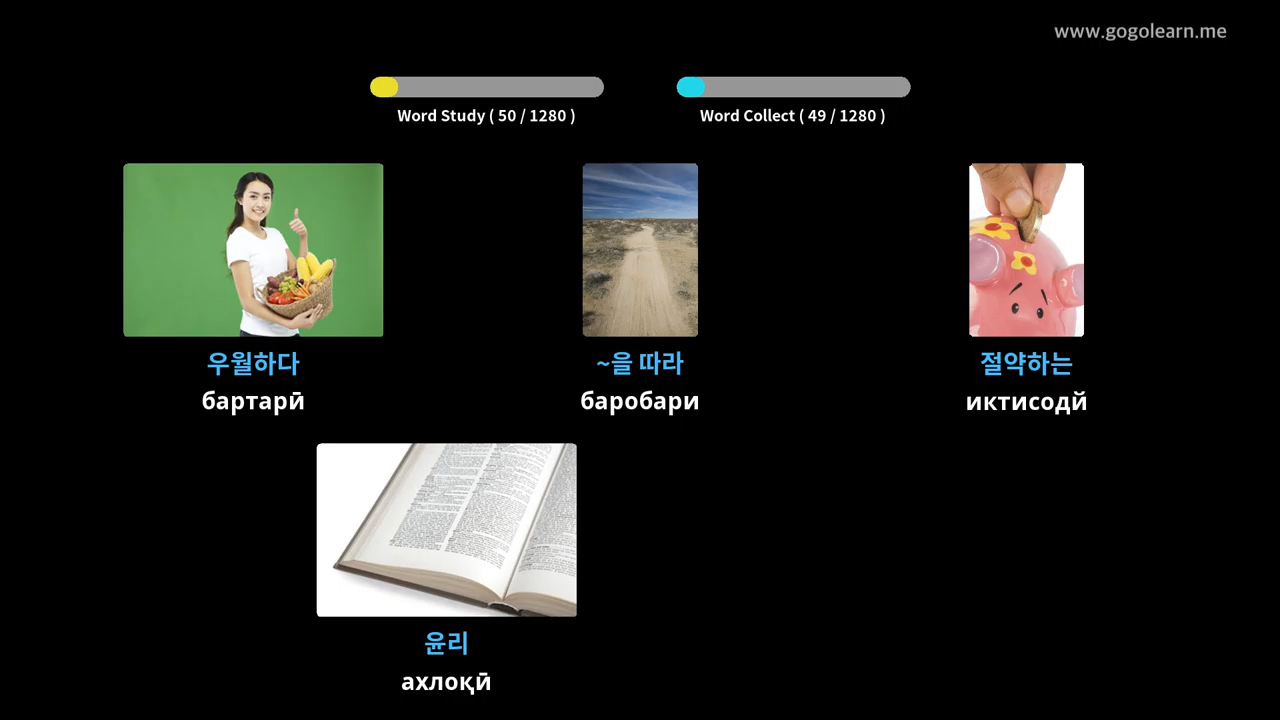 www.gogolearn.me
Word Study ( 50 / 1280 )
Word Collect ( 49 / 1280 )
우월하다
~을 따라
절약하는
бартарӣ
баробари
иктисодй
윤리
ахлоқӣ